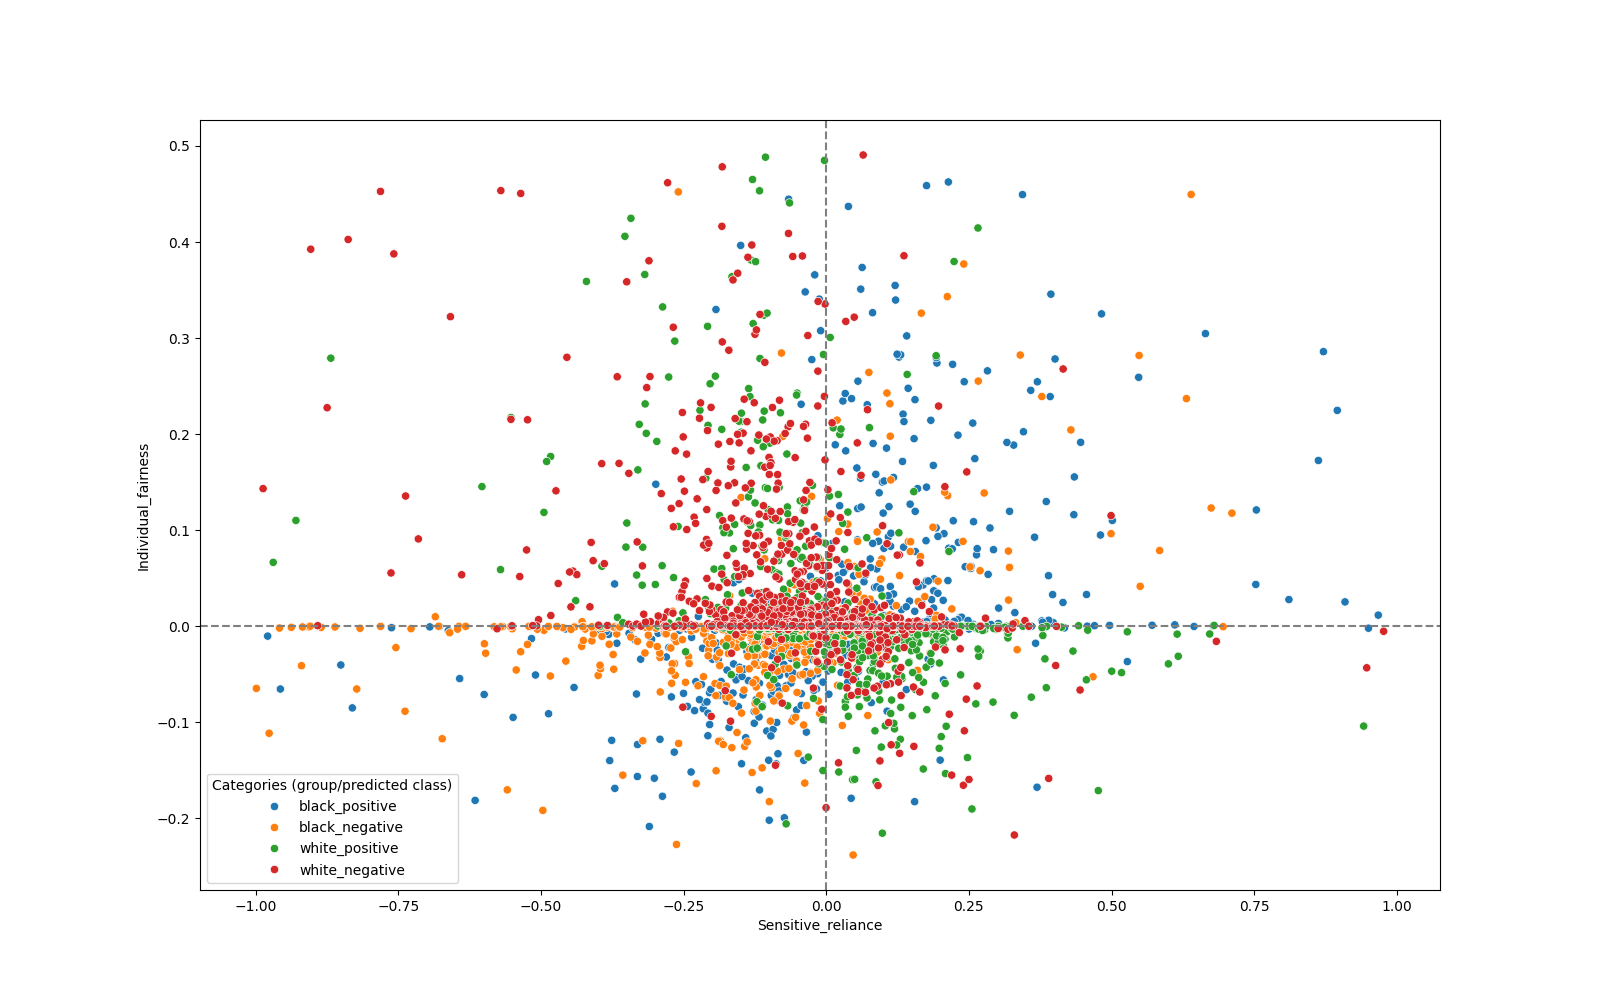 0.5
0.4
0.3
0.2
0.1
0.0
−0.1
−0.2
Individual_fairness
Categories (group/predicted class)
black_positive
black_negative
white_positive
white_negative
−1.00 −0.75 −0.50 −0.25 0.00 0.25 0.50 0.75 1.00
Sensitive_reliance